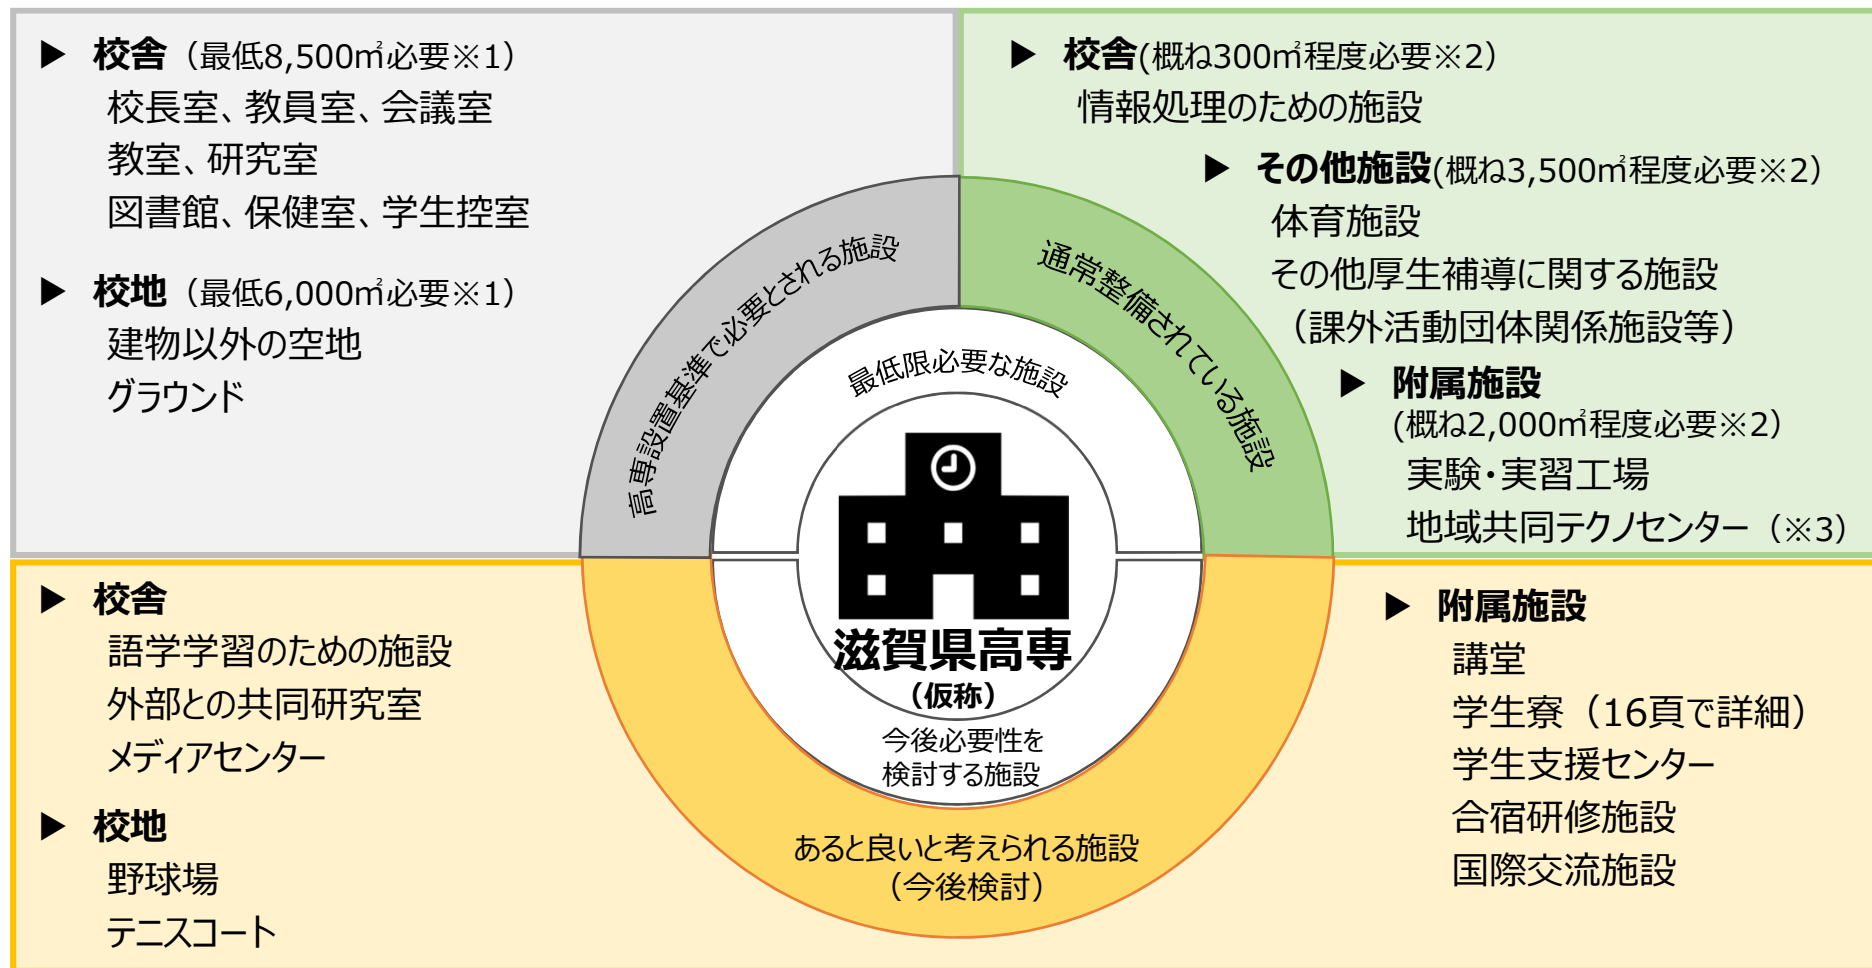 ▶ 校舎（最低8,500㎡必要※1）
校長室、教員室、会議室
教室、研究室
図書館、保健室、学生控室
▶ 校地（最低6,000㎡必要※1）
建物以外の空地
グラウンド
▶ 校舎(概ね300㎡程度必要※2）
情報処理のための施設
▶ その他施設(概ね3,500㎡程度必要※2）
体育施設
その他厚生補導に関する施設
（課外活動団体関係施設等）
▶ 附属施設
(概ね2,000㎡程度必要※2）
実験・実習工場
地域共同テクノセンター（※3）
高専設置基準で必要とされる施設
通常整備されている施設
最低限必要な施設
滋賀県高専
（仮称）
今後必要性を
検討する施設
あると良いと考えられる施設
（今後検討）
▶ 校舎
語学学習のための施設
外部との共同研究室
メディアセンター
▶ 校地
野球場
テニスコート
▶ 附属施設
講堂
学生寮（16頁で詳細）
学生支援センター
合宿研修施設
国際交流施設